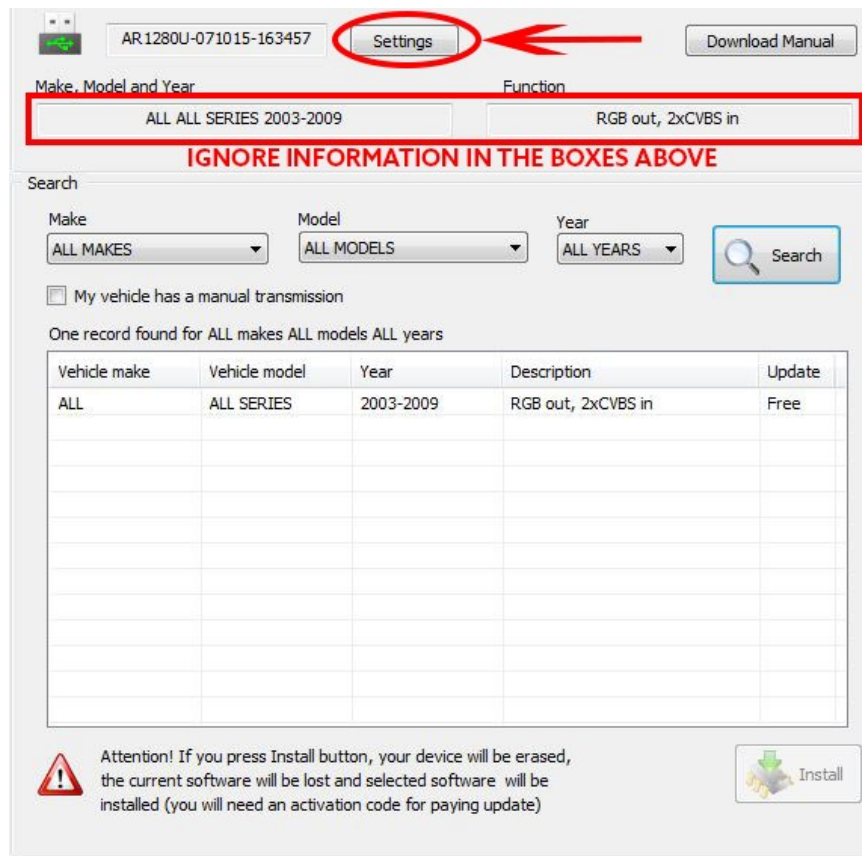 AR1280U-071015-163457 Settings Download Manual
Make, Model and Year Function
ALL ALL SERIES 2003-2009 RGB out, 2xCVBS in
IGNORE INFORMATION IN THE BOXES ABOVE
Search
Make Model Year
ALL MAKES ALL MODELS ALL YEARS Search
My vehicle has a manual transmission
One record found for ALL makes ALL models ALL years
Vehicle make Vehicle model Year Description Update
ALL ALL SERIES 2003-2009 RGB out, 2xCVBS in Free
Attention! If you press Install button, your device will be erased,
the current software will be lost and selected software will be
installed (you will need an activation code for paying update)
Install